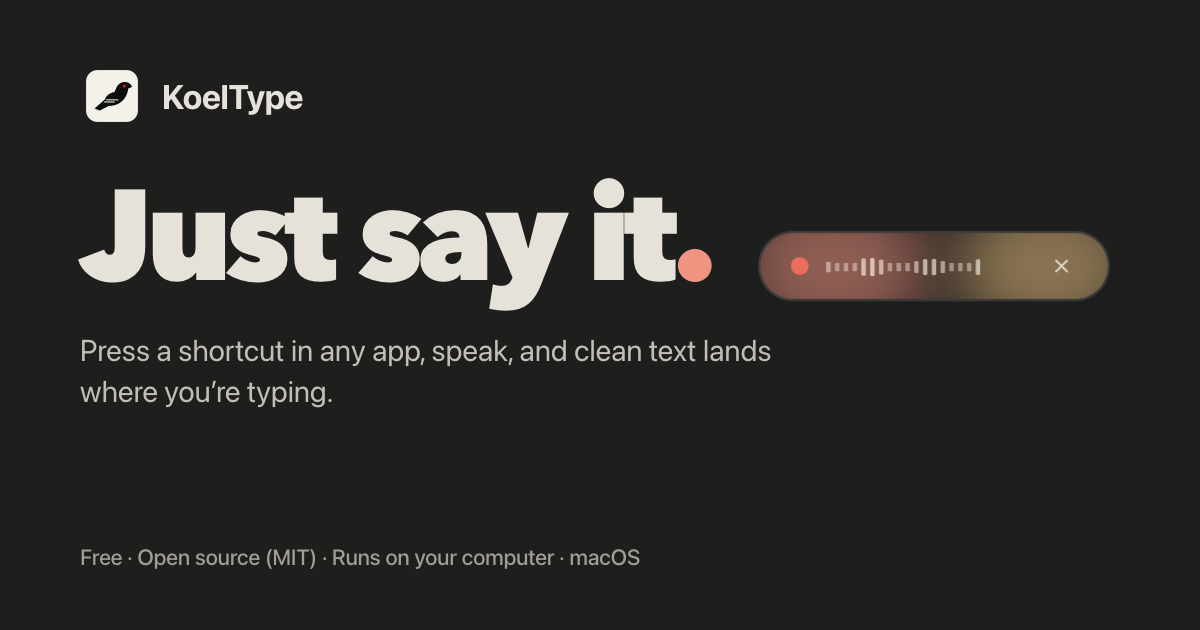 KoelType
Just say it.
Press a shortcut in any app, speak, and clean text lands
where you’re typing.
Free · Open source (MIT) · Runs on your computer · macOS